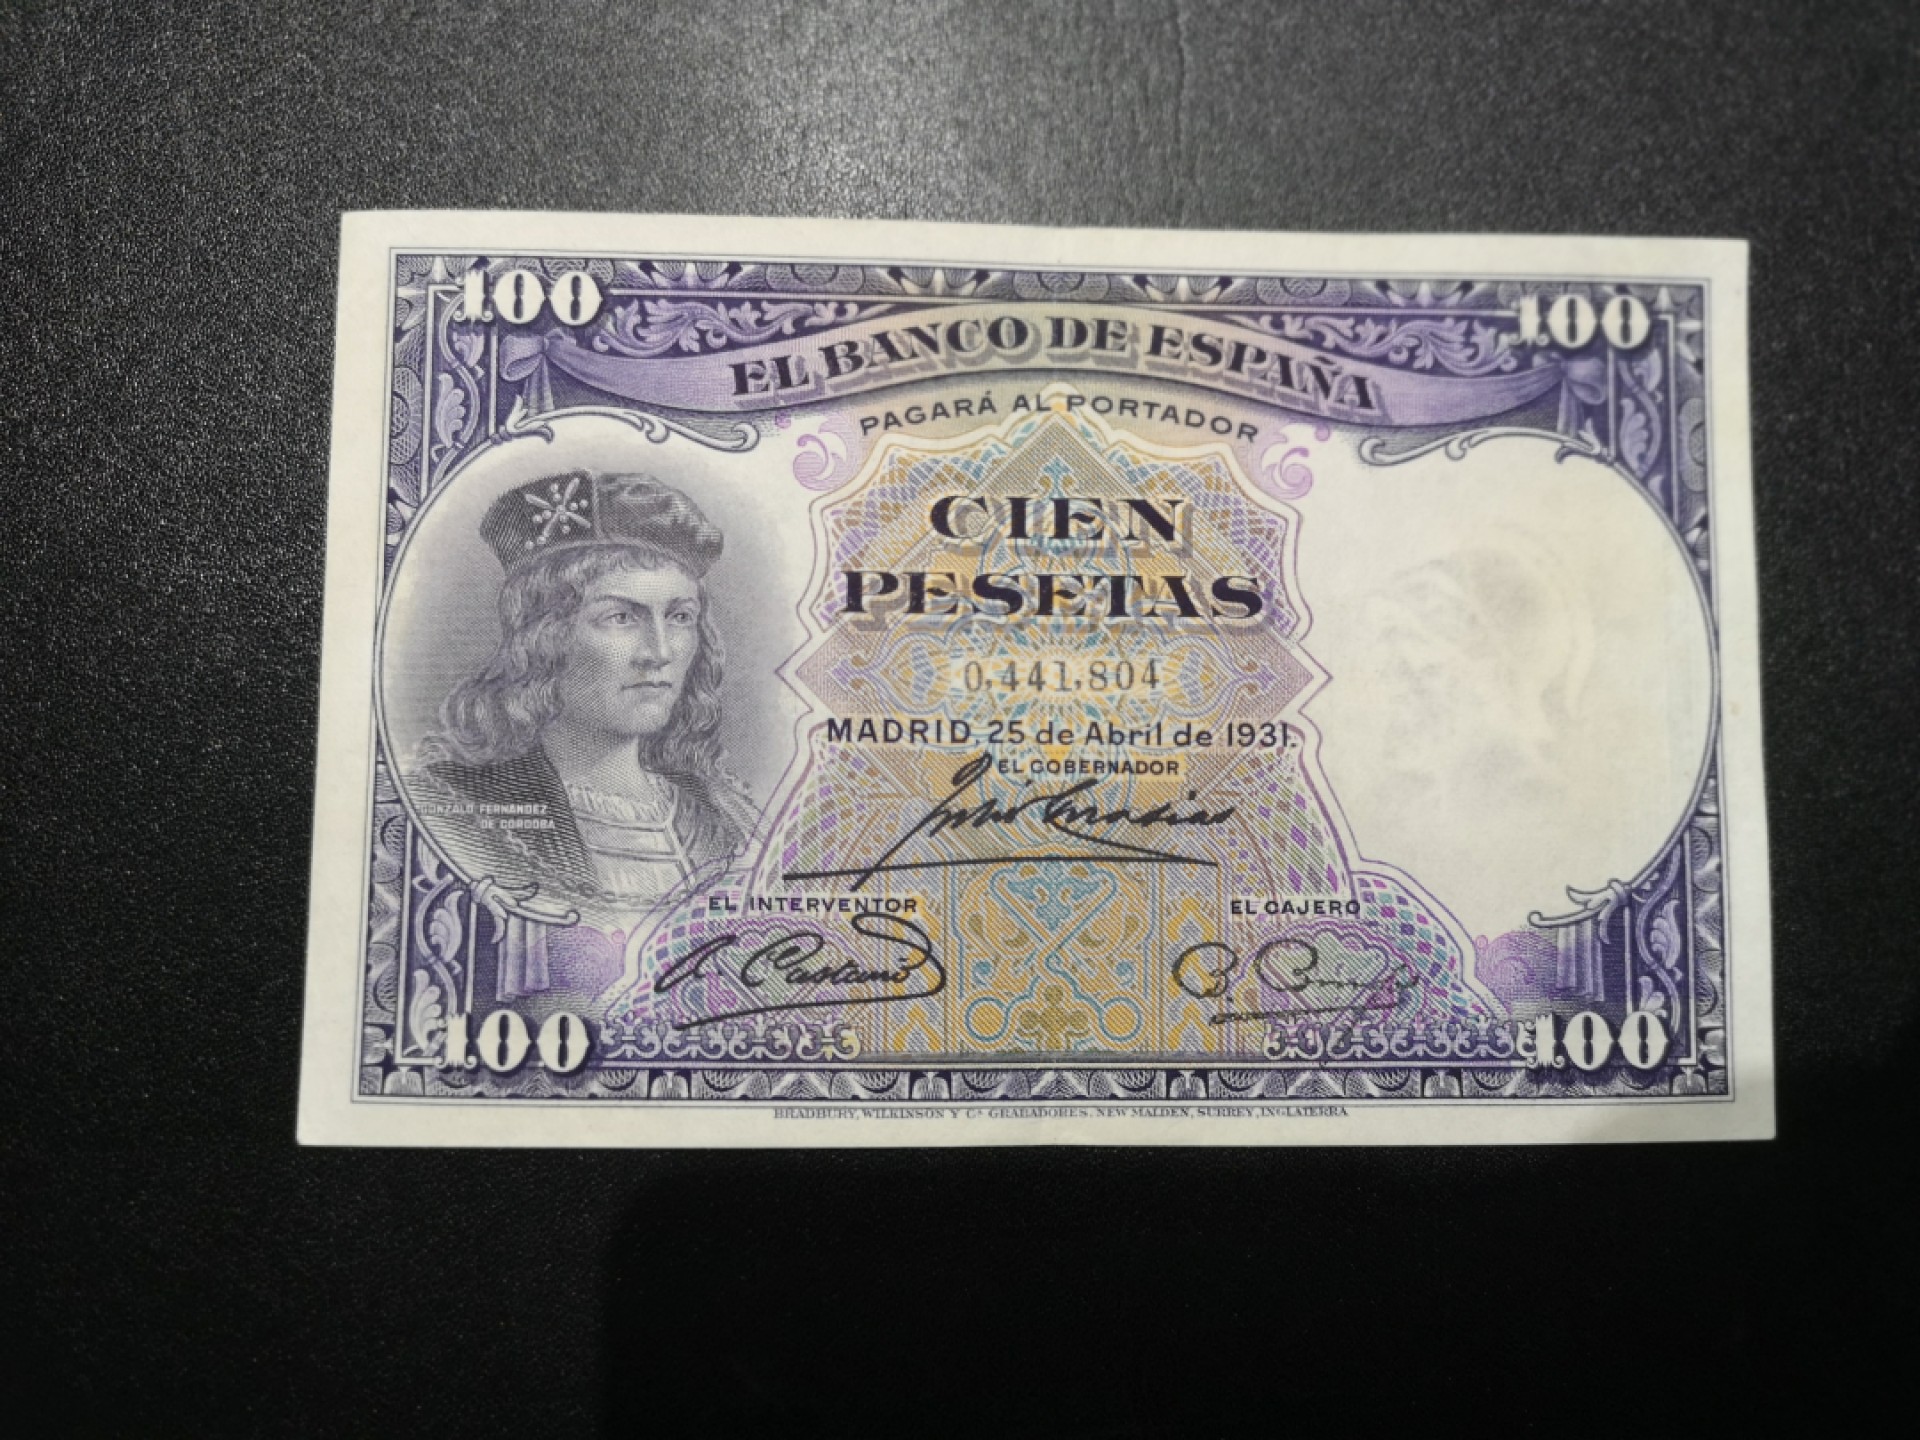 100 100
EL BANCO DE ESPAÑA
PAGARÁ AL PORTADOR
CIEN
PESETAS
0,441,804
MADRID, 25 de Abril de 1931.
EL GOBERNADOR
GONZALO FERNANDEZ
DE CORDOBA
EL INTERVENTOR EL CAJERO
100 100
BRADBURY, WILKINSON Y Cª GRABADORES, NEW MALDEN, SURREY, INGLATERRA